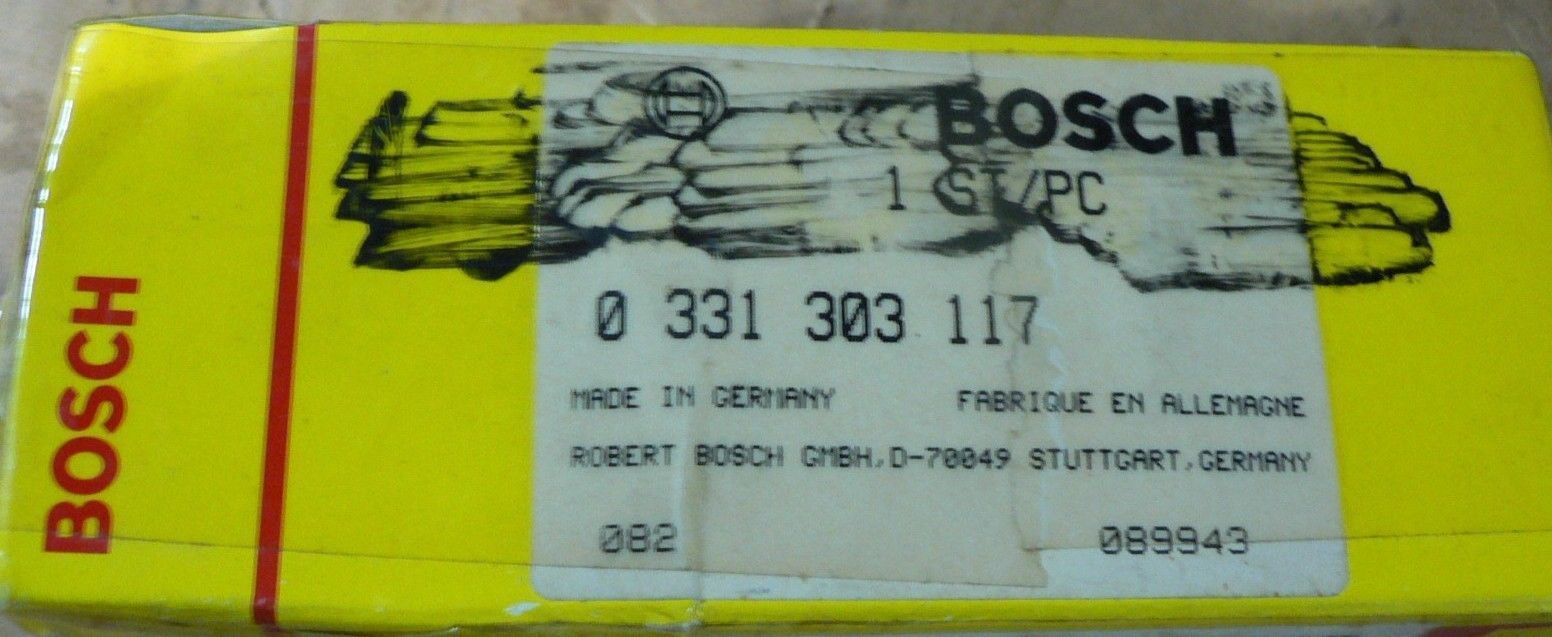 BOSCH
BOSCH
1 ST/PC
0 331 303 117
MADE IN GERMANY FABRIQUE EN ALLEMAGNE
ROBERT BOSCH GMBH,D-70049 STUTTGART,GERMANY
082 089943